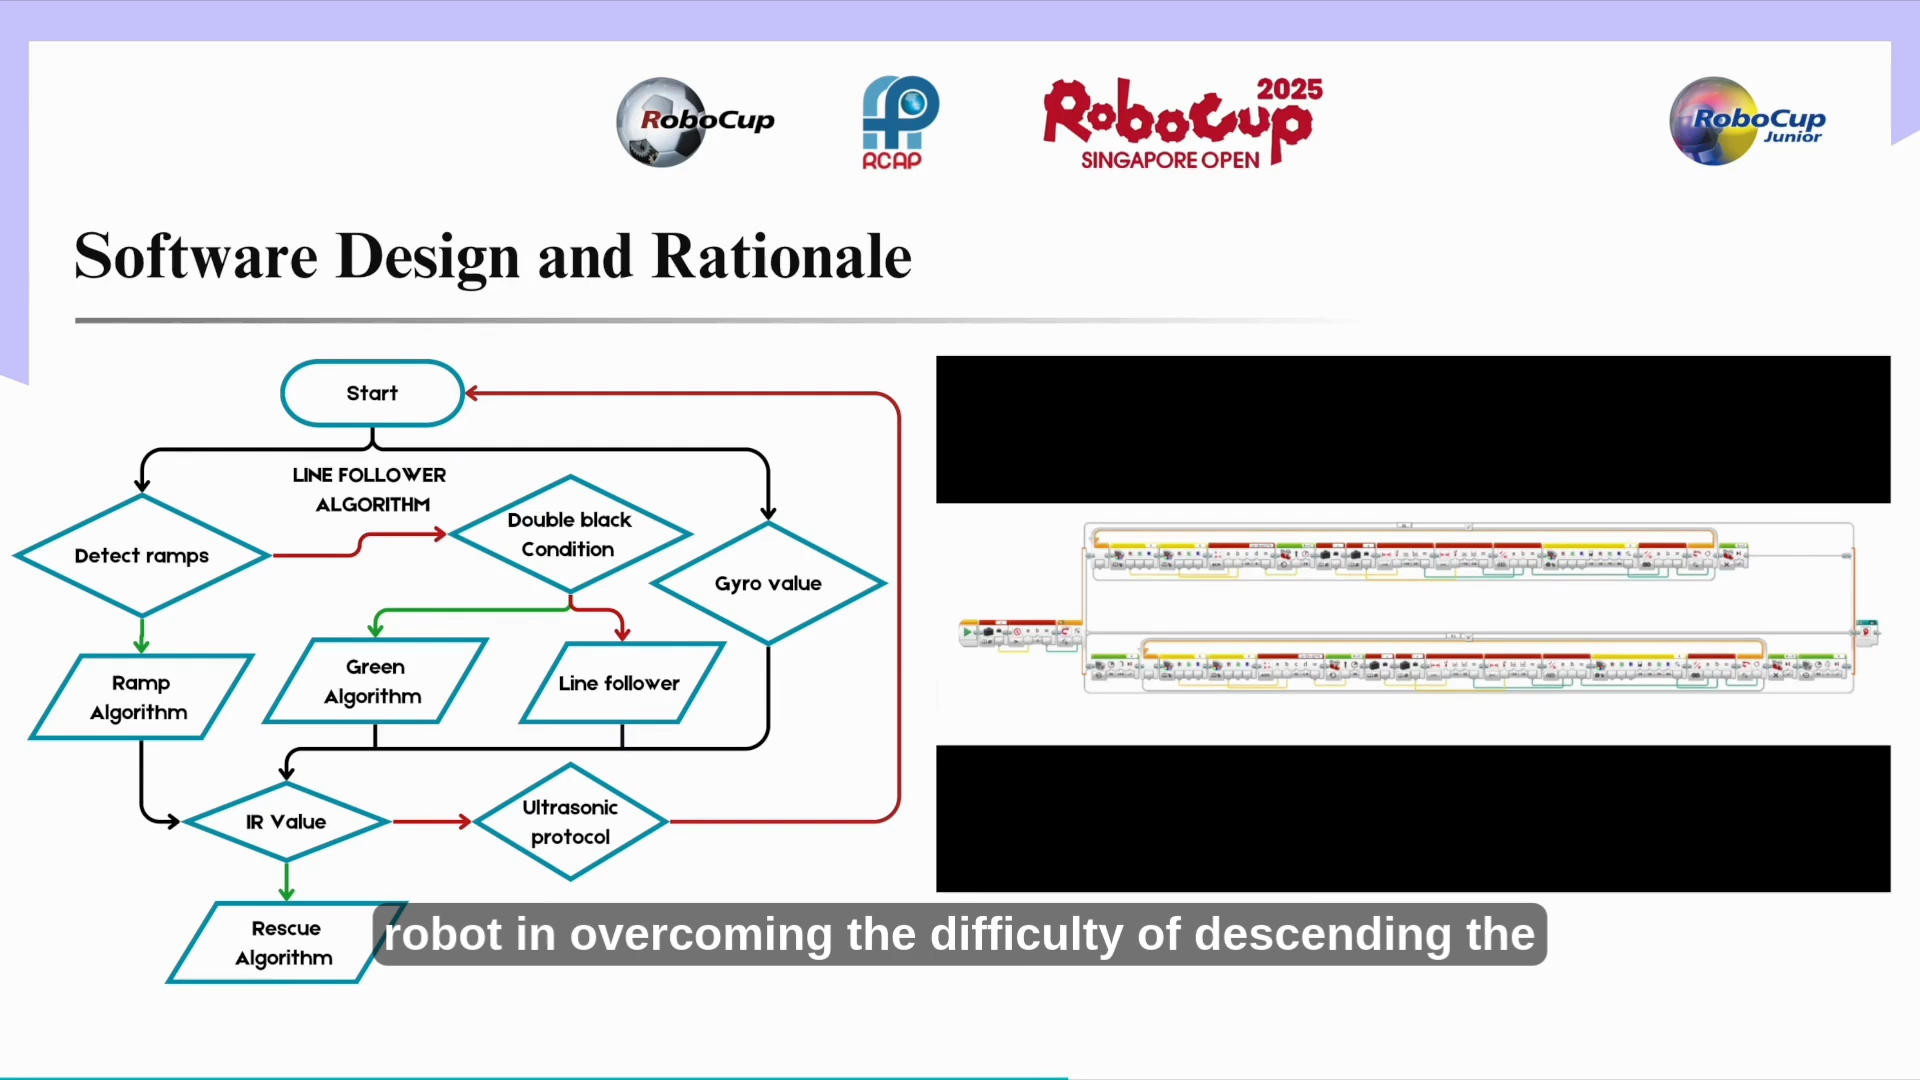 RoboCup
RCAP
RoboCup 2025
SINGAPORE OPEN
RoboCup
Junior
Software Design and Rationale
Start
LINE FOLLOWER
ALGORITHM
Double black
Condition
Detect ramps
Gyro value
Green
Algorithm
Line follower
Ramp
Algorithm
IR Value
Ultrasonic
protocol
Rescue
Algorithm
robot in overcoming the difficulty of descending the